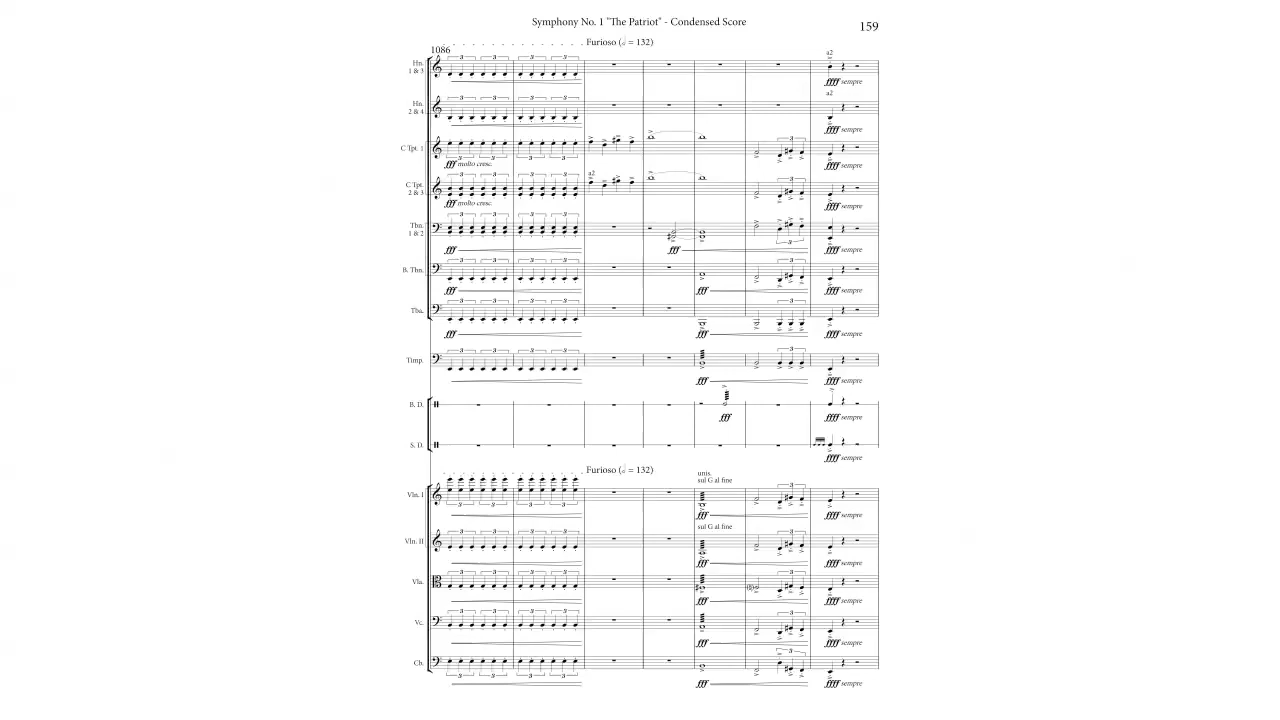 Symphony No. 1 "The Patriot" - Condensed Score
159
Furioso (𝅗𝅥 = 132)
1086
Hn. 1 & 3
a2
ffff sempre
Hn. 2 & 4
a2
ffff sempre
C Tpt. 1
fff molto cresc.
ffff sempre
C Tpt. 2 & 3
a2
fff molto cresc.
ffff sempre
Tbn. 1 & 2
fff fff ffff sempre
B. Tbn.
fff fff ffff sempre
Tba.
fff fff ffff sempre
Timp.
fff ffff sempre
B. D.
fff ffff sempre
S. D.
ffff sempre
Furioso (𝅗𝅥 = 132)
unis.
sul G al fine
Vln. I
fff ffff sempre
sul G al fine
Vln. II
fff ffff sempre
Vla.
fff ffff sempre
Vc.
fff ffff sempre
Cb.
fff ffff sempre